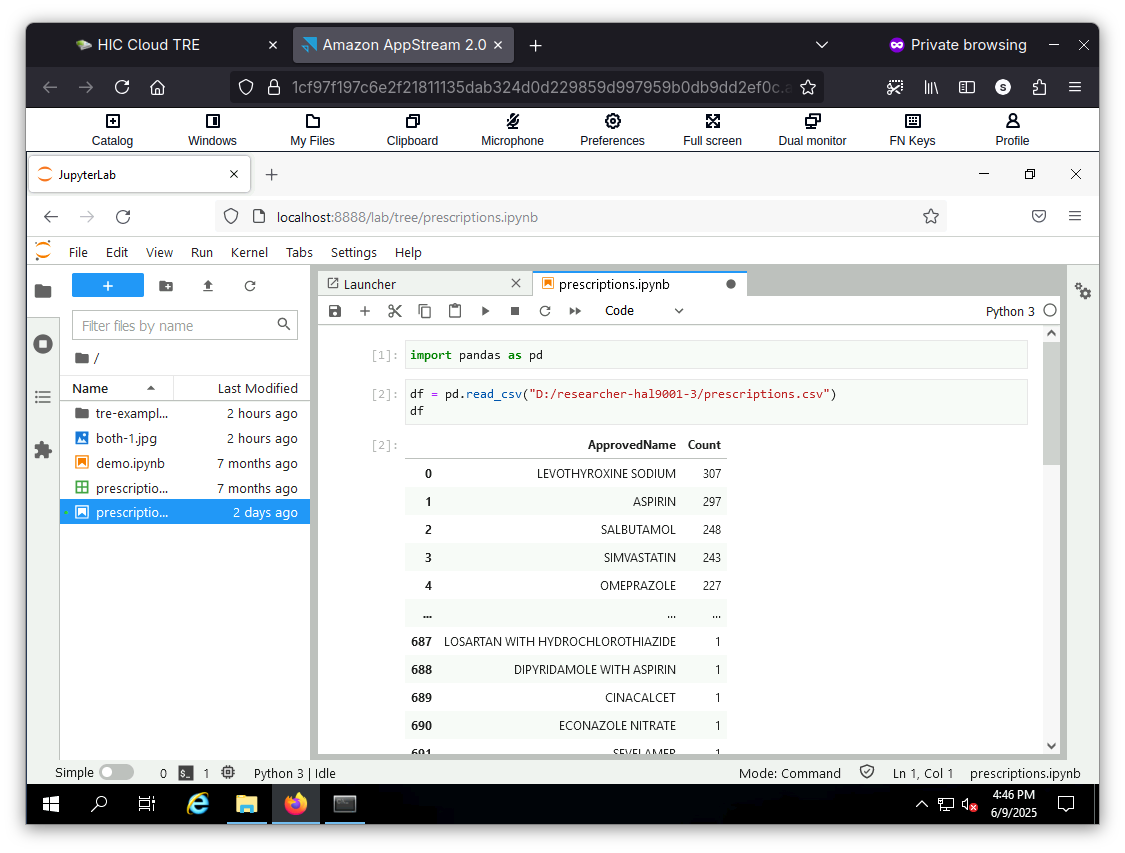 HIC Cloud TRE
Amazon AppStream 2.0
Private browsing
1cf97f197c6e2f21811135dab324d0d229859d997959b0db9dd2ef0c.a
S
Catalog
Windows
My Files
Clipboard
Microphone
Preferences
Full screen
Dual monitor
FN Keys
Profile
JupyterLab
localhost:8888/lab/tree/prescriptions.ipynb
File Edit View Run Kernel Tabs Settings Help
Filter files by name
/
Name Last Modified
tre-exampl... 2 hours ago
both-1.jpg 2 hours ago
demo.ipynb 7 months ago
prescriptio... 7 months ago
prescriptio... 2 days ago
Launcher
prescriptions.ipynb
Code
Python 3
[1]: import pandas as pd
[2]: df = pd.read_csv("D:/researcher-hal9001-3/prescriptions.csv")
df
[2]: ApprovedName Count
0 LEVOTHYROXINE SODIUM 307
1 ASPIRIN 297
2 SALBUTAMOL 248
3 SIMVASTATIN 243
4 OMEPRAZOLE 227
... ... ...
687 LOSARTAN WITH HYDROCHLOROTHIAZIDE 1
688 DIPYRIDAMOLE WITH ASPIRIN 1
689 CINACALCET 1
690 ECONAZOLE NITRATE 1
691 SEVELAMER 1
Simple 0 $_ 1 Python 3 | Idle Mode: Command Ln 1, Col 1 prescriptions.ipynb
4:46 PM
6/9/2025